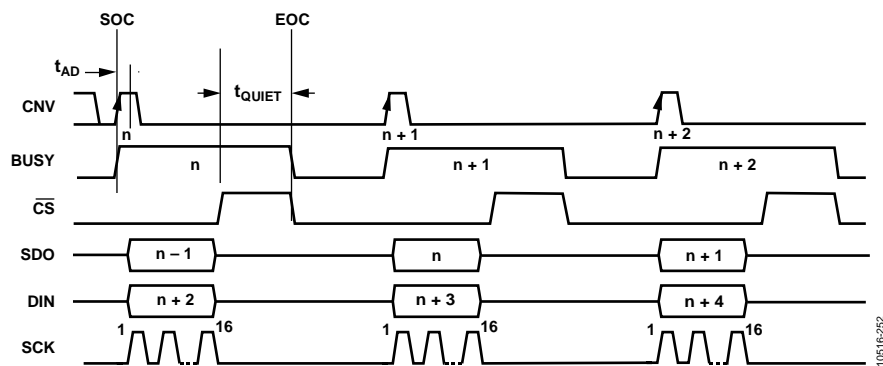 SOC EOC
tAD
tQUIET
CNV
n n + 1 n + 2
BUSY n n + 1 n + 2
CS
SDO n – 1 n n + 1
DIN n + 2 n + 3 n + 4
1 16 1 16 1 16
SCK
10516-252